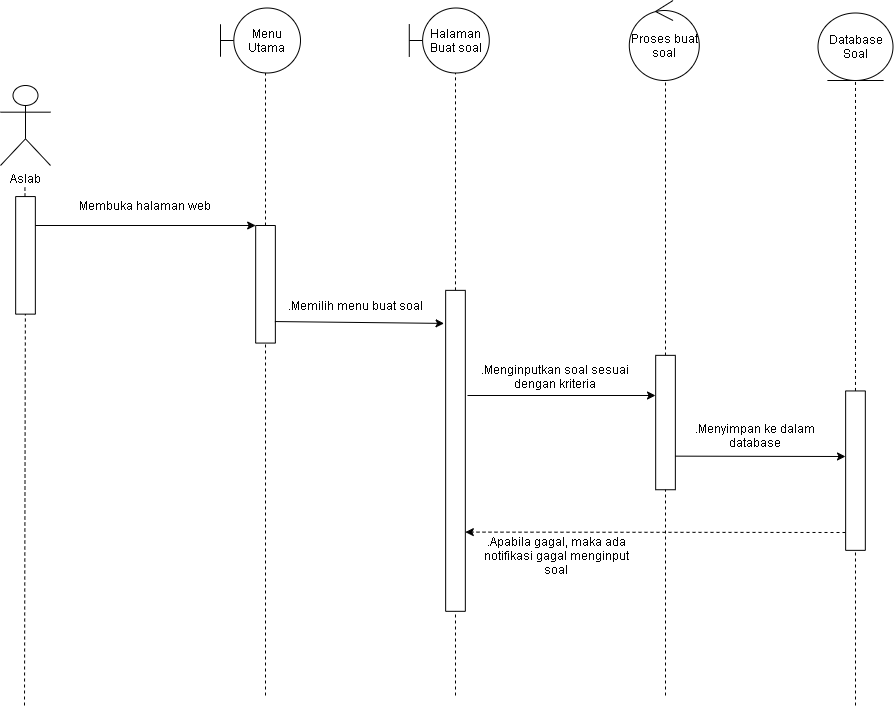 Menu
Utama
Halaman
Buat soal
Proses buat
soal
Database
Soal
Aslab
Membuka halaman web
.Memilih menu buat soal
.Menginputkan soal sesuai
dengan kriteria
.Menyimpan ke dalam
database
.Apabila gagal, maka ada
notifikasi gagal menginput
soal